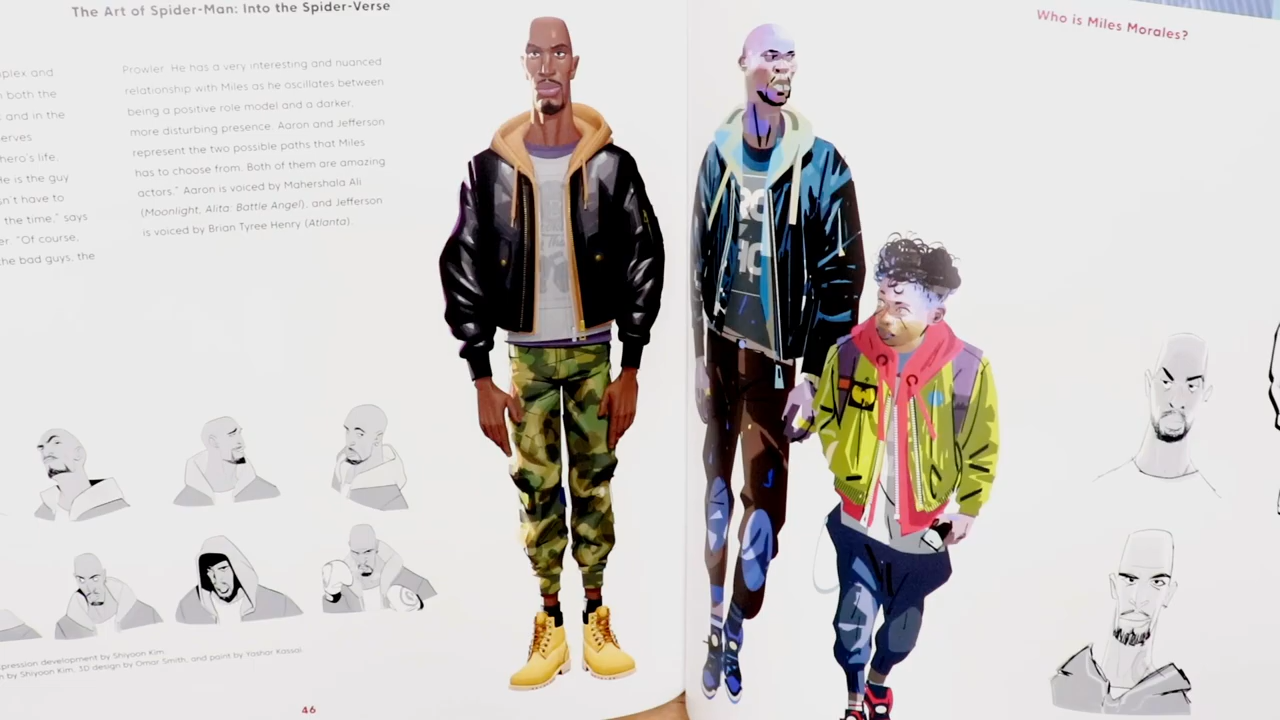 The Art of Spider-Man: Into the Spider-Verse
plex and
both the
and in the
erves
hero's life.
He is the guy
sn't have to
the time," says
er. "Of course,
he bad guys, the
Prowler. He has a very interesting and nuanced
relationship with Miles as he oscillates between
being a positive role model and a darker,
more disturbing presence. Aaron and Jefferson
represent the two possible paths that Miles
has to choose from. Both of them are amazing
actors." Aaron is voiced by Mahershala Ali
(Moonlight, Alita: Battle Angel), and Jefferson
is voiced by Brian Tyree Henry (Atlanta).
pression development by Shiyoon Kim
by Shiyoon Kim, 3D design by Omar Smith, and paint by Yashar Kassai.
46
Who is Miles Morales?